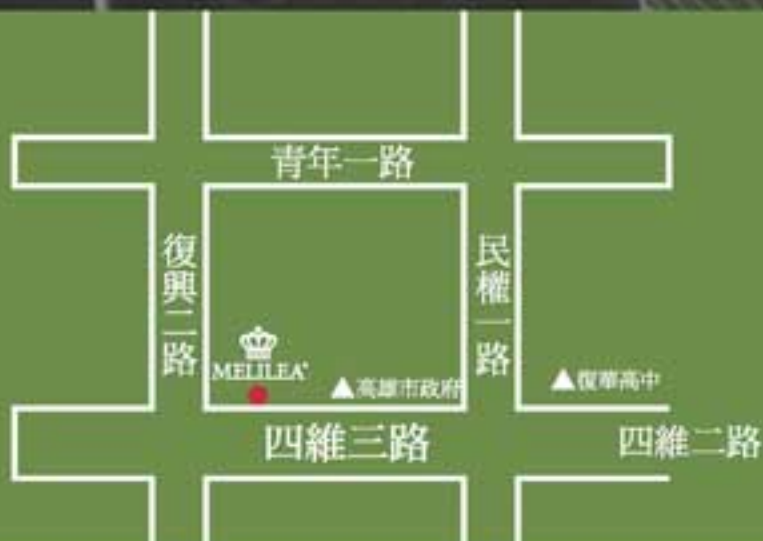 青年一路
復興二路
民權一路
MELILEA®
▲高雄市政府
▲復華高中
四維三路
四維二路